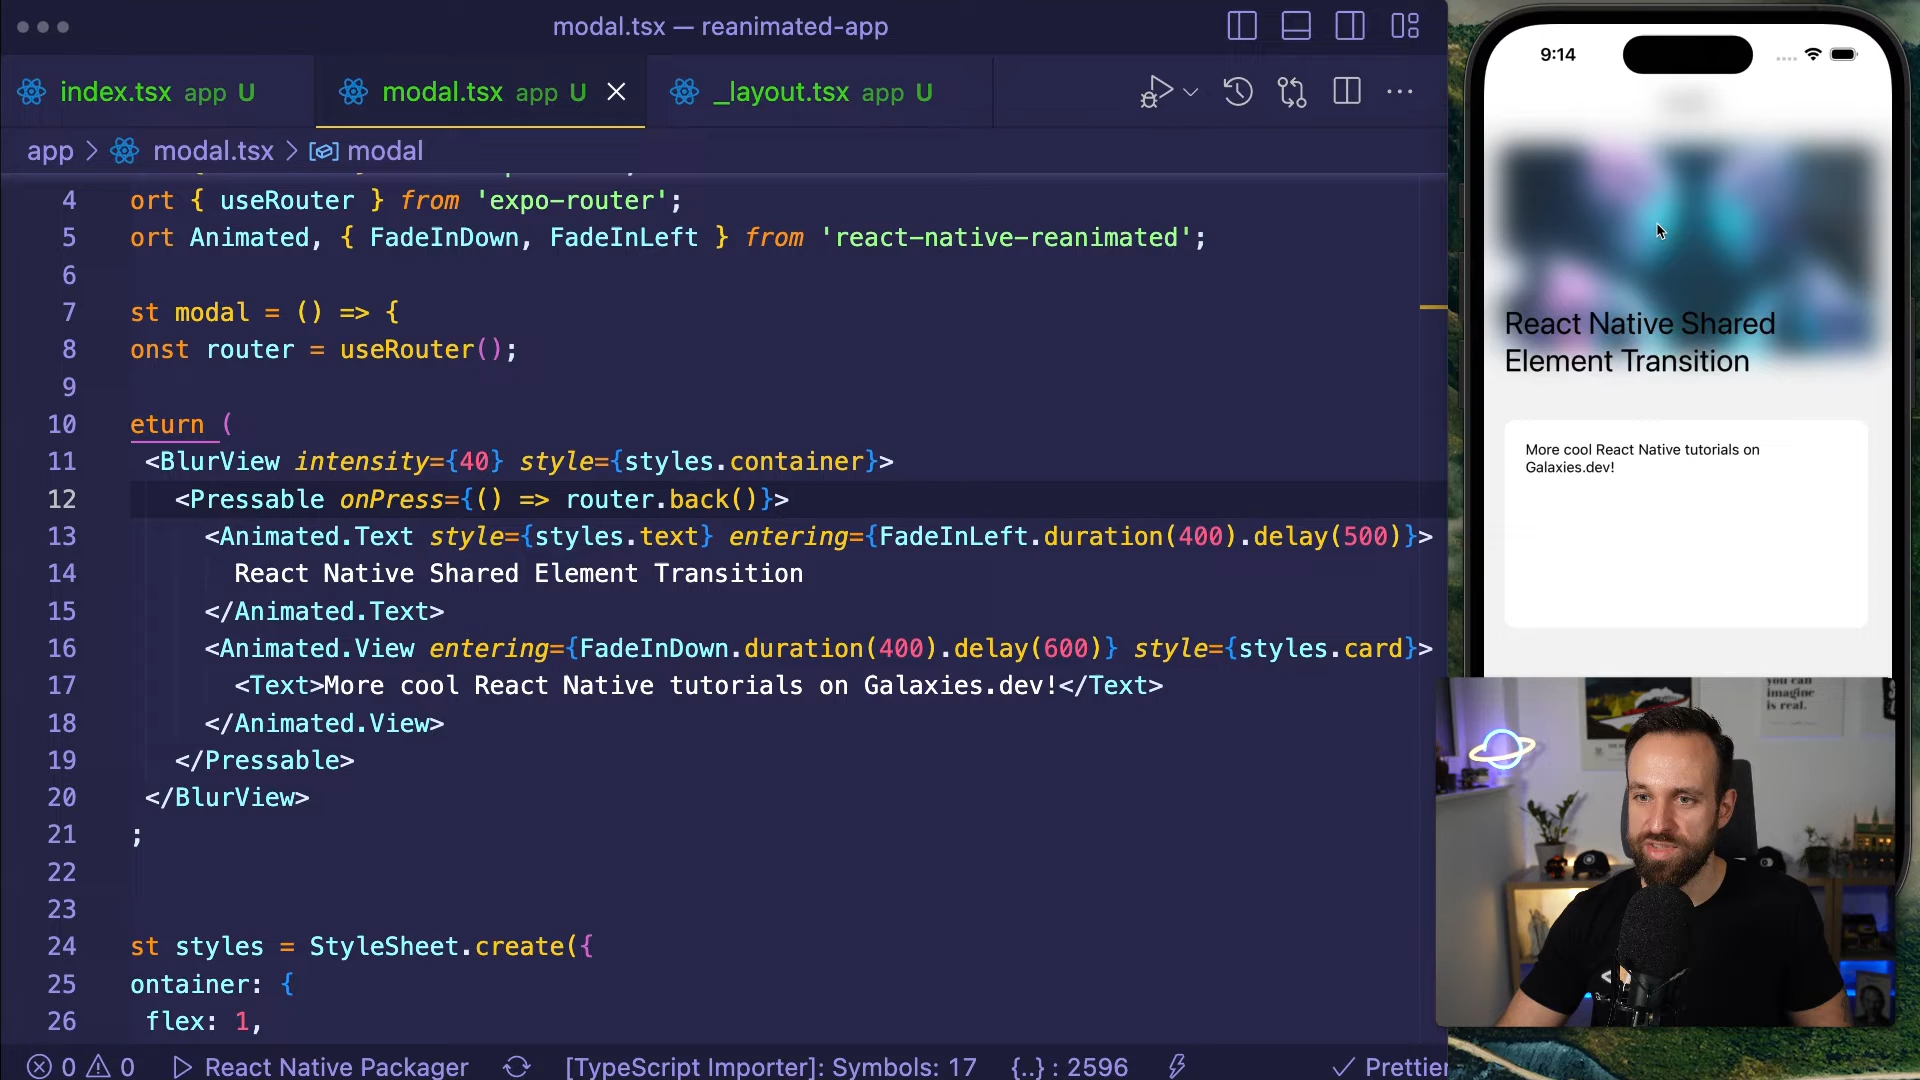 modal.tsx — reanimated-app
index.tsx app U
modal.tsx app U
_layout.tsx app U
app > modal.tsx > modal
4 ort { useRouter } from 'expo-router';
5 ort Animated, { FadeInDown, FadeInLeft } from 'react-native-reanimated';
6
7 st modal = () => {
8 onst router = useRouter();
9
10 eturn (
11 <BlurView intensity={40} style={styles.container}>
12 <Pressable onPress={() => router.back()}>
13 <Animated.Text style={styles.text} entering={FadeInLeft.duration(400).delay(500)}>
14 React Native Shared Element Transition
15 </Animated.Text>
16 <Animated.View entering={FadeInDown.duration(400).delay(600)} style={styles.card}>
17 <Text>More cool React Native tutorials on Galaxies.dev!</Text>
18 </Animated.View>
19 </Pressable>
20 </BlurView>
21 ;
22
23
24 st styles = StyleSheet.create({
25 ontainer: {
26 flex: 1,
0 0 React Native Packager [TypeScript Importer]: Symbols: 17 {..} : 2596 Prettier
9:14
React Native Shared
Element Transition
More cool React Native tutorials on
Galaxies.dev!
you can
imagine
is real.